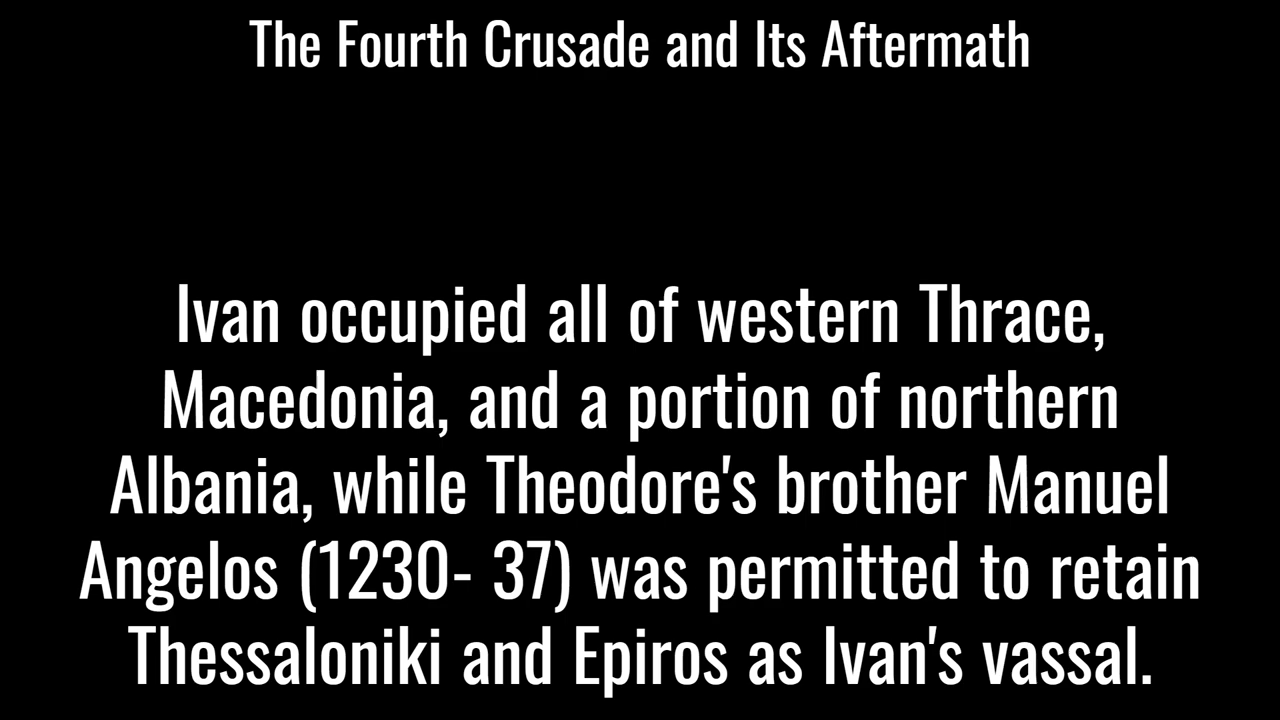 The Fourth Crusade and Its Aftermath
Ivan occupied all of western Thrace,
Macedonia, and a portion of northern
Albania, while Theodore's brother Manuel
Angelos (1230- 37) was permitted to retain
Thessaloniki and Epiros as Ivan's vassal.